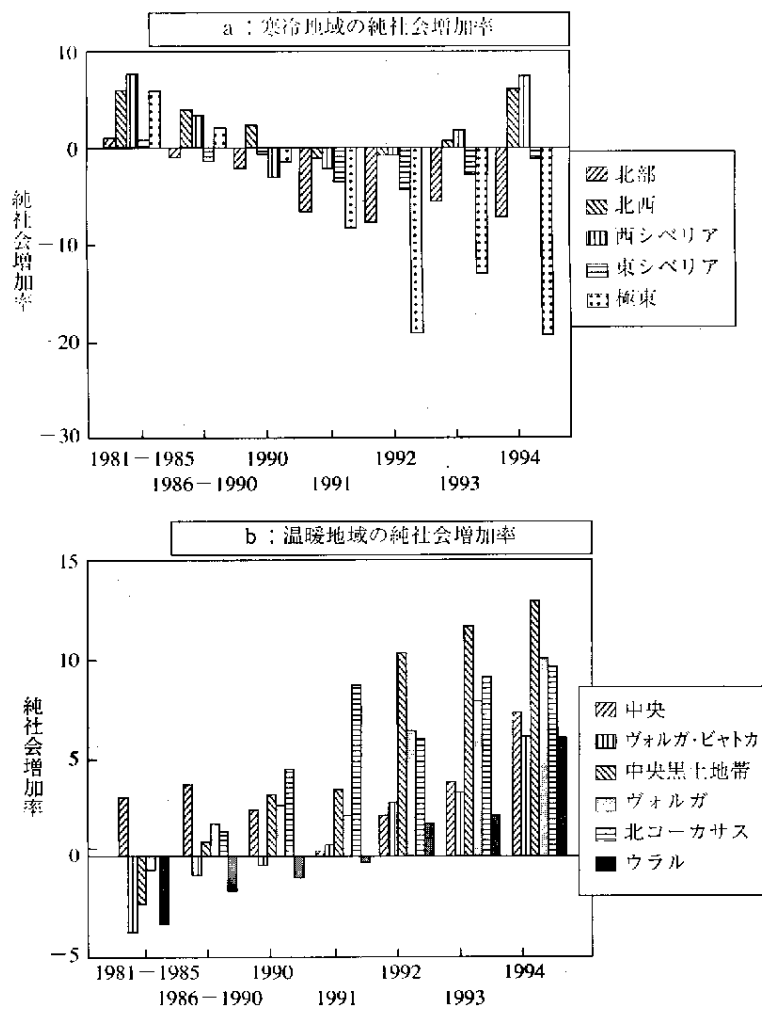 a：寒冷地域の純社会増加率
10
0
−10
−20
−30
純社会増加率
1981−1985
1986−1990
1990
1991
1992
1993
1994
北部
北西
西シベリア
東シベリア
極東
b：温暖地域の純社会増加率
15
10
5
0
−5
純社会増加率
1981−1985
1986−1990
1990
1991
1992
1993
1994
中央
ヴォルガ・ビャトカ
中央黒土地帯
ヴォルガ
北コーカサス
ウラル